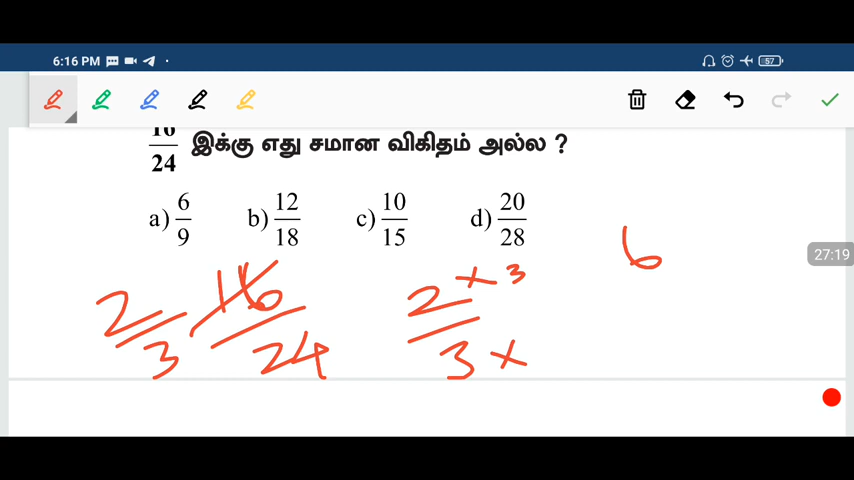 6:16 PM
57
16
24 இக்கு எது சமான விகிதம் அல்ல ?
a) 6/9 b) 12/18 c) 10/15 d) 20/28
27:19
2/3 16/24 2/3 × 3 × 6